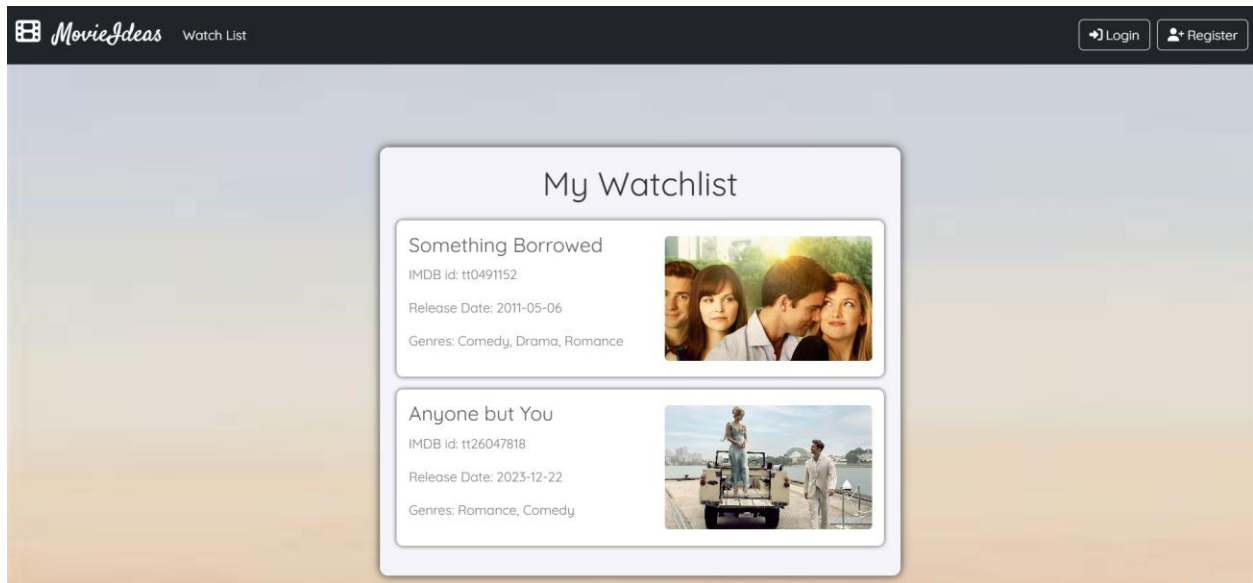 MovieIdeas Watch List Login Register
My Watchlist
Something Borrowed
IMDB id: tt0491152
Release Date: 2011-05-06
Genres: Comedy, Drama, Romance
Anyone but You
IMDB id: tt26047818
Release Date: 2023-12-22
Genres: Romance, Comedy